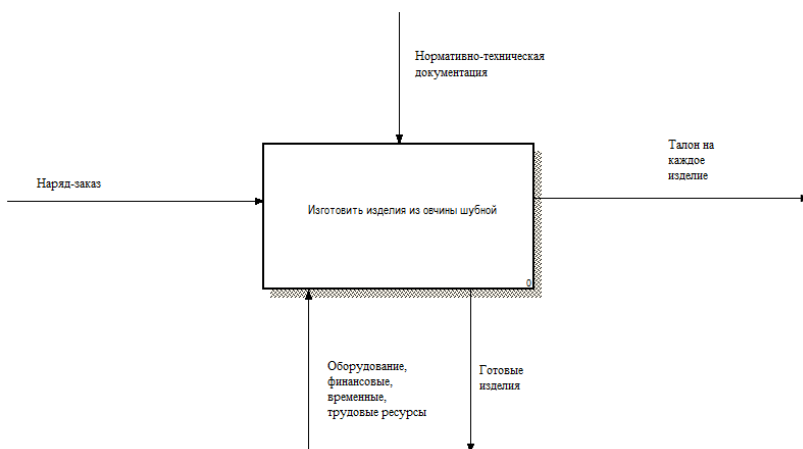 Нормативно-техническая
документация
Талон на
каждое
изделие
Наряд-заказ
Изготовить изделия из овчины шубной
0
Оборудование,
финансовые,
временные,
трудовые ресурсы
Готовые
изделия